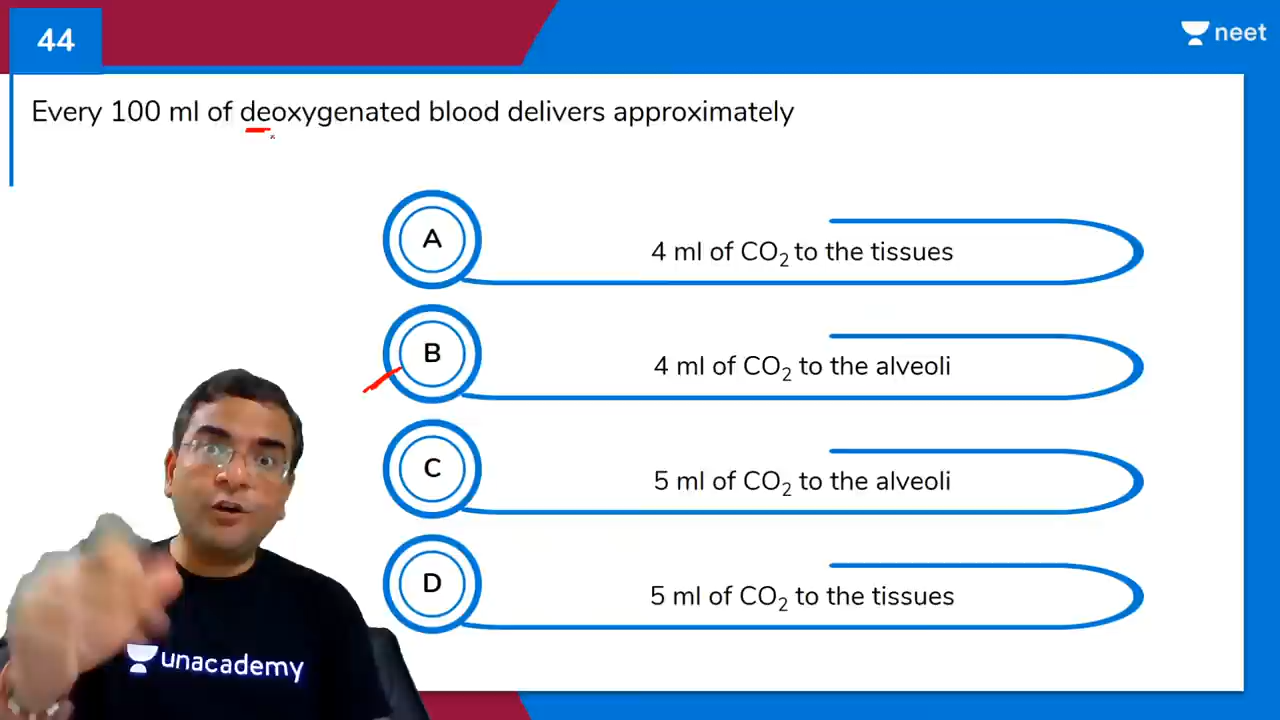 44
neet
Every 100 ml of deoxygenated blood delivers approximately
A
4 ml of CO₂ to the tissues
B
4 ml of CO₂ to the alveoli
C
5 ml of CO₂ to the alveoli
D
5 ml of CO₂ to the tissues
unacademy